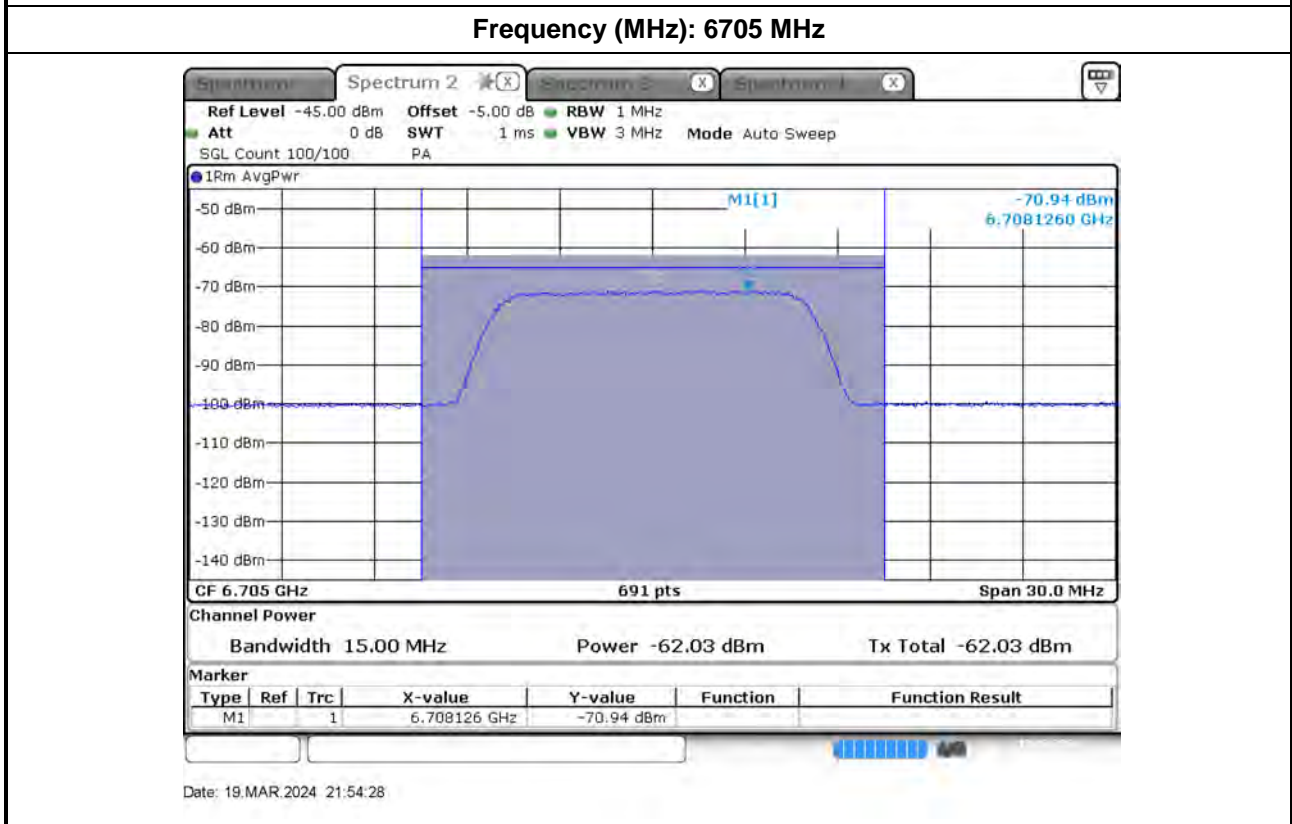 Frequency (MHz): 6705 MHz
Spectrum 2
Ref Level -45.00 dBm Offset -5.00 dB RBW 1 MHz
Att 0 dB SWT 1 ms VBW 3 MHz Mode Auto Sweep
SGL Count 100/100 PA
1Rm AvgPwr
M1[1] -70.94 dBm
6.7081260 GHz
-50 dBm
-60 dBm
-70 dBm
-80 dBm
-90 dBm
-100 dBm
-110 dBm
-120 dBm
-130 dBm
-140 dBm
CF 6.705 GHz 691 pts Span 30.0 MHz
Channel Power
Bandwidth 15.00 MHz Power -62.03 dBm Tx Total -62.03 dBm
Marker
Type Ref Trc X-value Y-value Function Function Result
M1 1 6.708126 GHz -70.94 dBm
Date: 19.MAR.2024 21:54:28